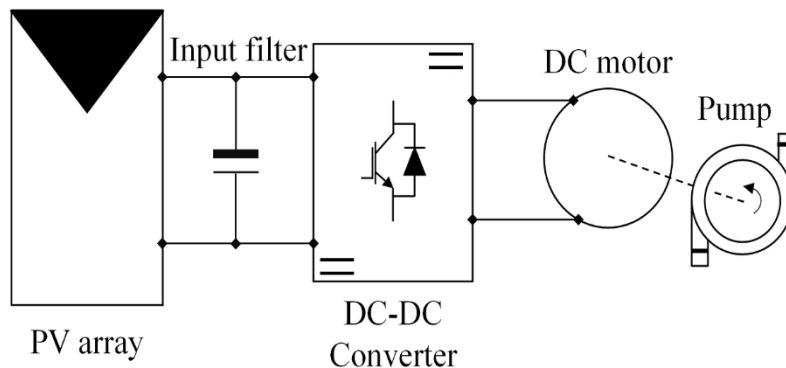 Input filter
DC motor
Pump
PV array
DC-DC
Converter